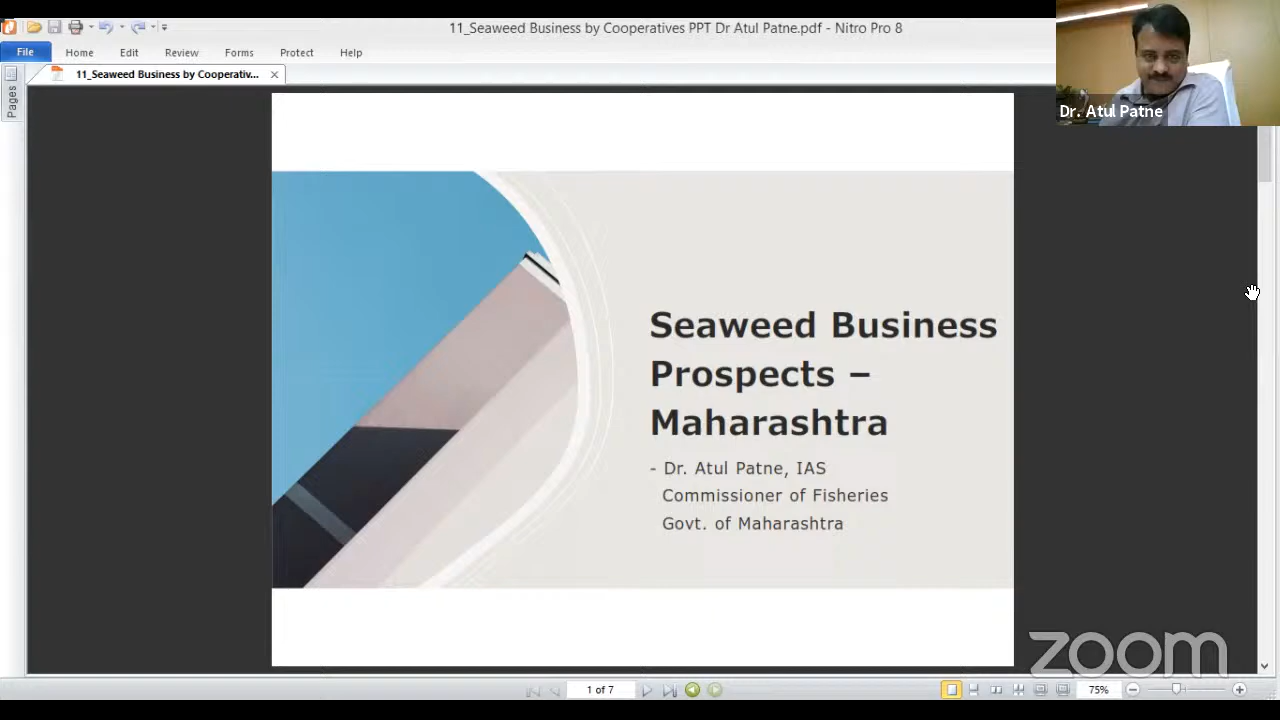 11_Seaweed Business by Cooperatives PPT Dr Atul Patne.pdf - Nitro Pro 8
File Home Edit Review Forms Protect Help
11_Seaweed Business by Cooperativ...
Pages
Dr. Atul Patne
Seaweed Business
Prospects –
Maharashtra
- Dr. Atul Patne, IAS
Commissioner of Fisheries
Govt. of Maharashtra
zoom
1 of 7
75%